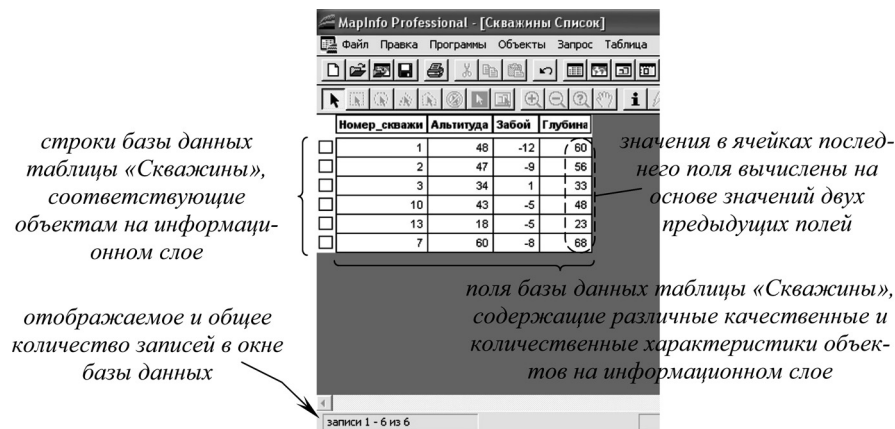 MapInfo Professional - [Скважины Список]
Файл Правка Программы Объекты Запрос Таблица
Номер_скважи Альтитуда Забой Глубина
1 48 -12 60
2 47 -9 56
3 34 1 33
10 43 -5 48
13 18 -5 23
7 60 -8 68
строки базы данных
таблицы «Скважины»,
соответствующие
объектам на информаци-
онном слое
значения в ячейках послед-
него поля вычислены на
основе значений двух
предыдущих полей
поля базы данных таблицы «Скважины»,
содержащие различные качественные и
количественные характеристики объек-
тов на информационном слое
отображаемое и общее
количество записей в окне
базы данных
записи 1 - 6 из 6